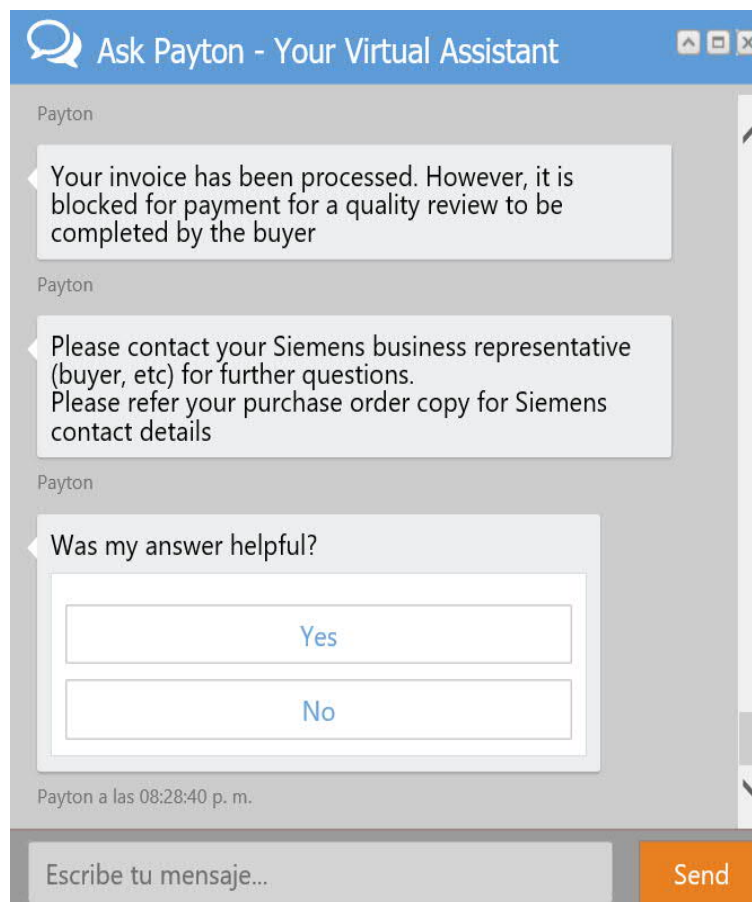 Ask Payton - Your Virtual Assistant
Payton
Your invoice has been processed. However, it is
blocked for payment for a quality review to be
completed by the buyer
Payton
Please contact your Siemens business representative
(buyer, etc) for further questions.
Please refer your purchase order copy for Siemens
contact details
Payton
Was my answer helpful?
Yes
No
Payton a las 08:28:40 p. m.
Escribe tu mensaje...
Send